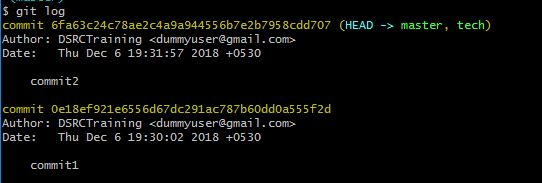 $ git log
commit 6fa63c24c78ae2c4a9a944556b7e2b7958cdd707 (HEAD -> master, tech)
Author: DSRCTraining <dummyuser@gmail.com>
Date:   Thu Dec 6 19:31:57 2018 +0530
    commit2
commit 0e18ef921e6556d67dc291ac787b60dd0a555f2d
Author: DSRCTraining <dummyuser@gmail.com>
Date:   Thu Dec 6 19:30:02 2018 +0530
    commit1